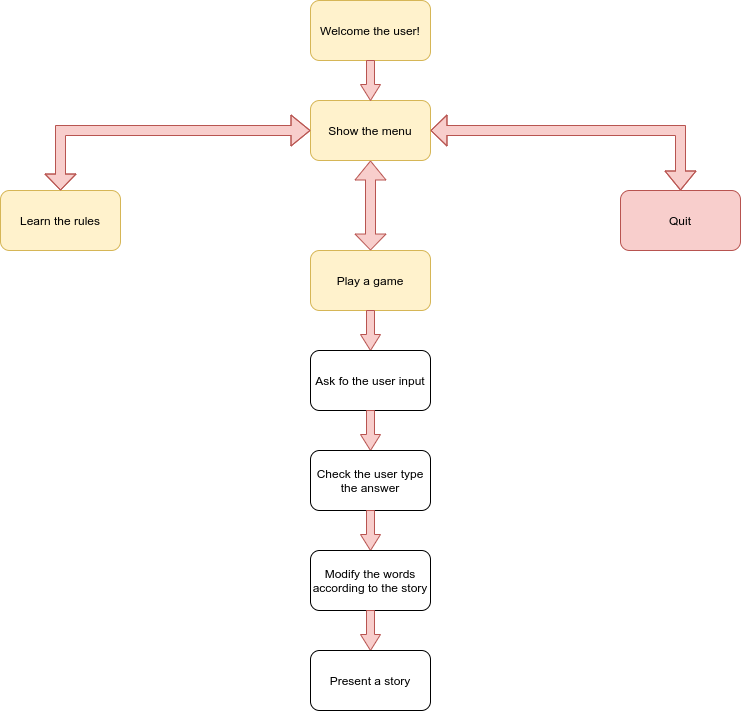 Welcome the user!
Show the menu
Learn the rules
Quit
Play a game
Ask fo the user input
Check the user type
the answer
Modify the words
according to the story
Present a story